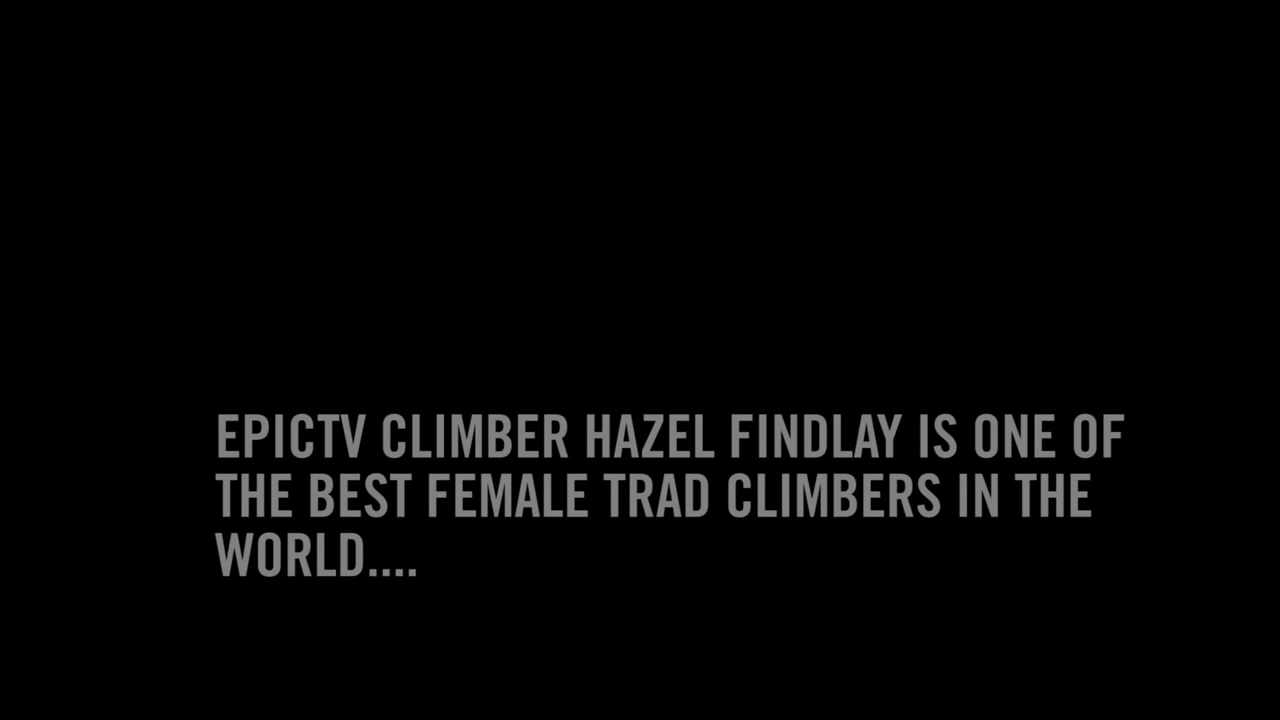 EPICTV CLIMBER HAZEL FINDLAY IS ONE OF
THE BEST FEMALE TRAD CLIMBERS IN THE
WORLD....